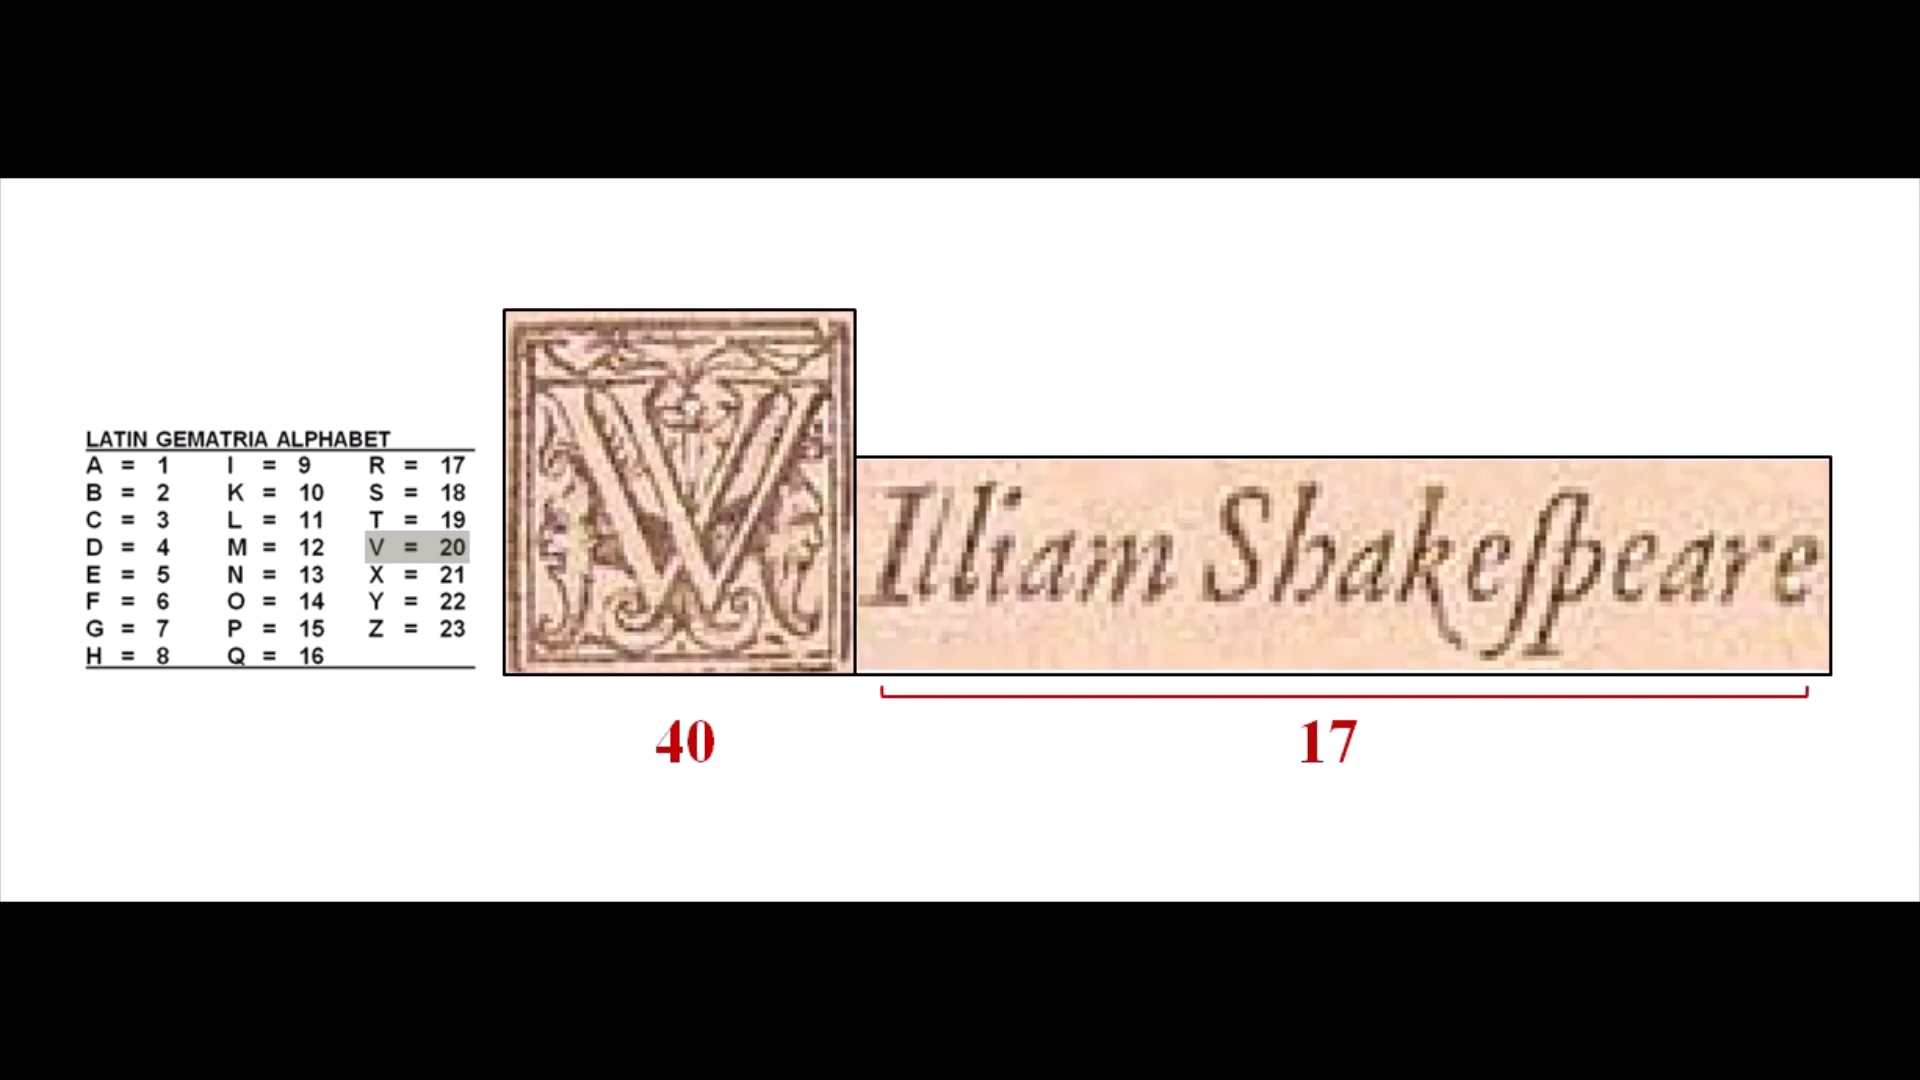 LATIN GEMATRIA ALPHABET
A = 1 I = 9 R = 17
B = 2 K = 10 S = 18
C = 3 L = 11 T = 19
D = 4 M = 12 V = 20
E = 5 N = 13 X = 21
F = 6 O = 14 Y = 22
G = 7 P = 15 Z = 23
H = 8 Q = 16
W Illiam Shakeſpeare
40 17